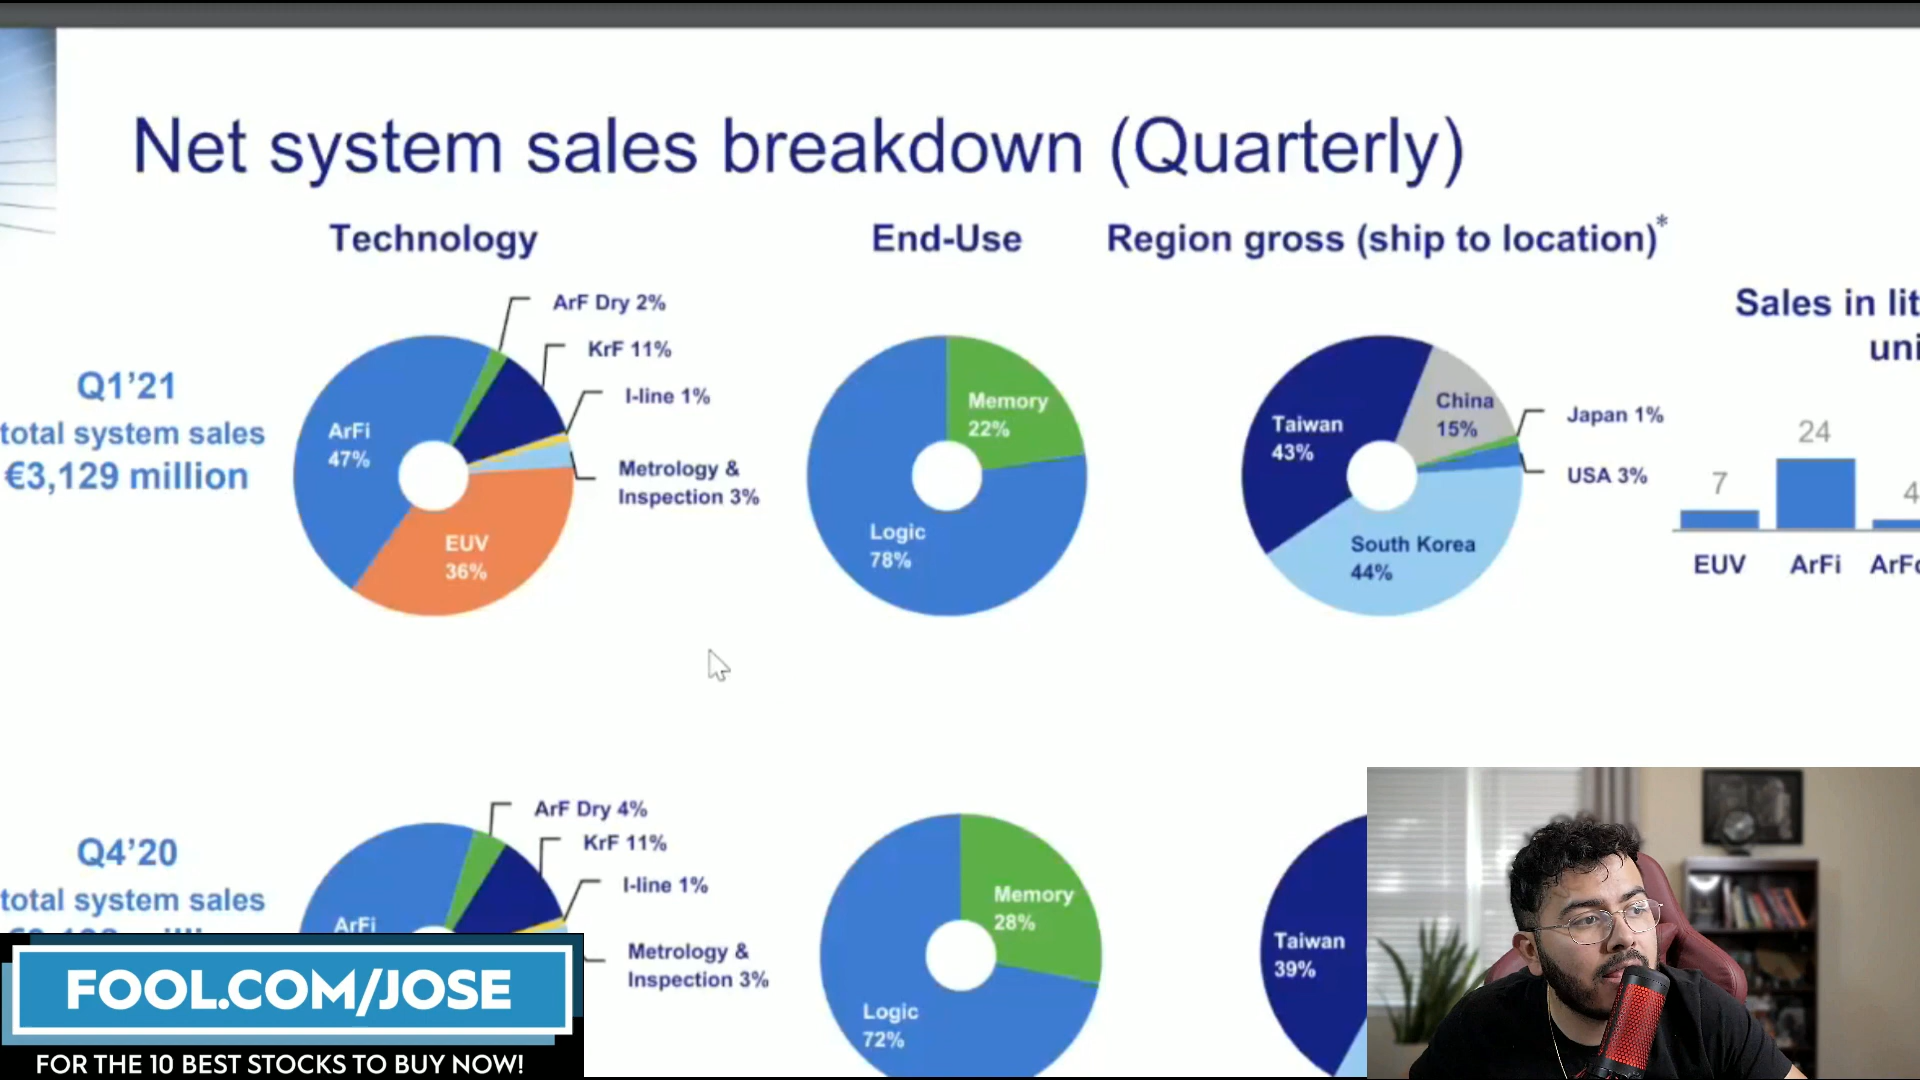 Net system sales breakdown (Quarterly)
Technology
End-Use
Region gross (ship to location)*
Q1’21
total system sales
€3,129 million
ArF Dry 2%
KrF 11%
I-line 1%
Metrology &
Inspection 3%
ArFi
47%
EUV
36%
Memory
22%
Logic
78%
Taiwan
43%
China
15%
Japan 1%
USA 3%
South Korea
44%
Sales in lit
uni
7
24
4
EUV
ArFi
Q4’20
total system sales
ArF Dry 4%
KrF 11%
I-line 1%
Metrology &
Inspection 3%
ArFi
Memory
28%
Logic
72%
Taiwan
39%
FOOL.COM/JOSE
FOR THE 10 BEST STOCKS TO BUY NOW!